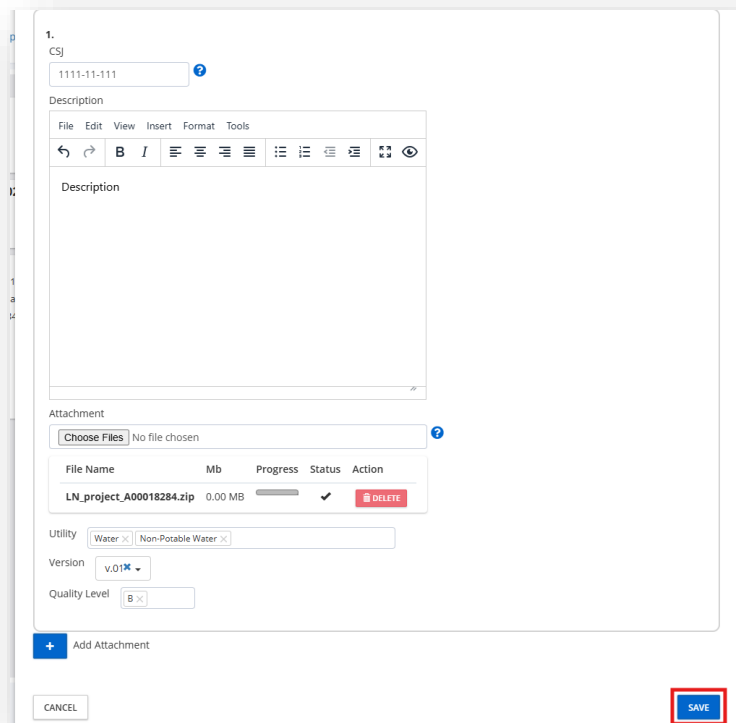 1.
CSJ
1111-11-111
Description
File Edit View Insert Format Tools
B I
Description
Attachment
Choose Files No file chosen
File Name Mb Progress Status Action
LN_project_A00018284.zip 0.00 MB DELETE
Utility Water × Non-Potable Water ×
Version v.01
Quality Level B ×
+ Add Attachment
CANCEL SAVE